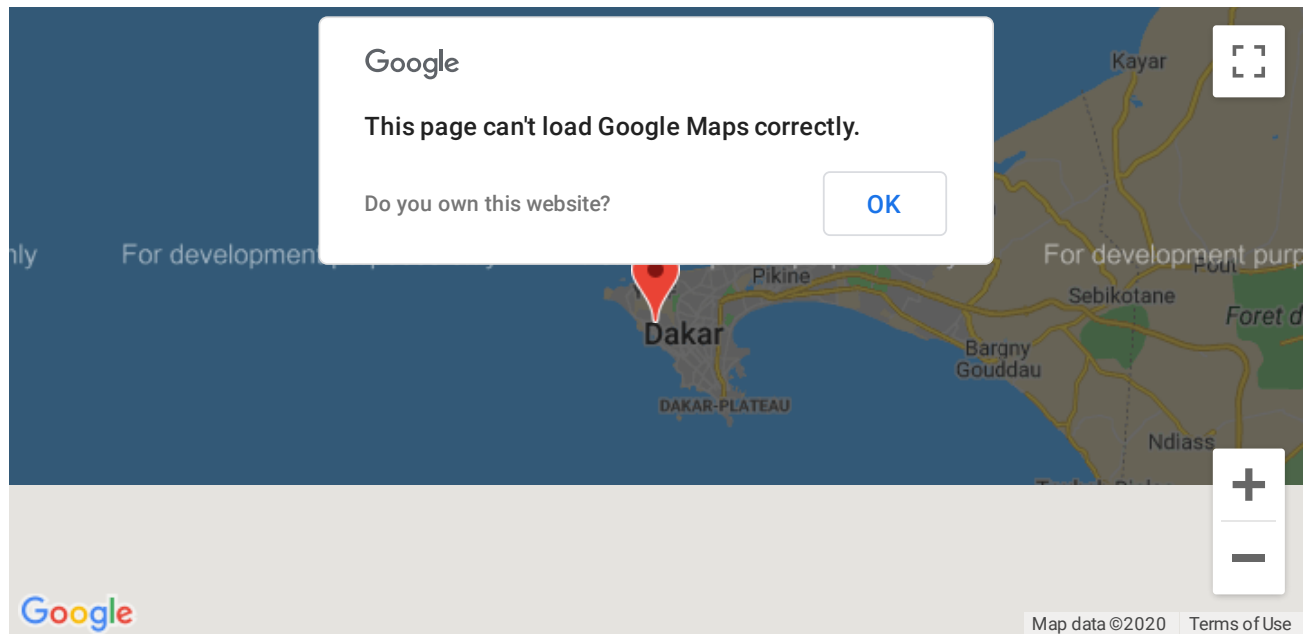 Google
This page can't load Google Maps correctly.
Do you own this website?
OK
Kayar
For development
For development purp
Pikine
Pout
Sebikotane
Foret d
Dakar
Bargny
Gouddau
DAKAR-PLATEAU
Ndiass
Google
Map data ©2020
Terms of Use